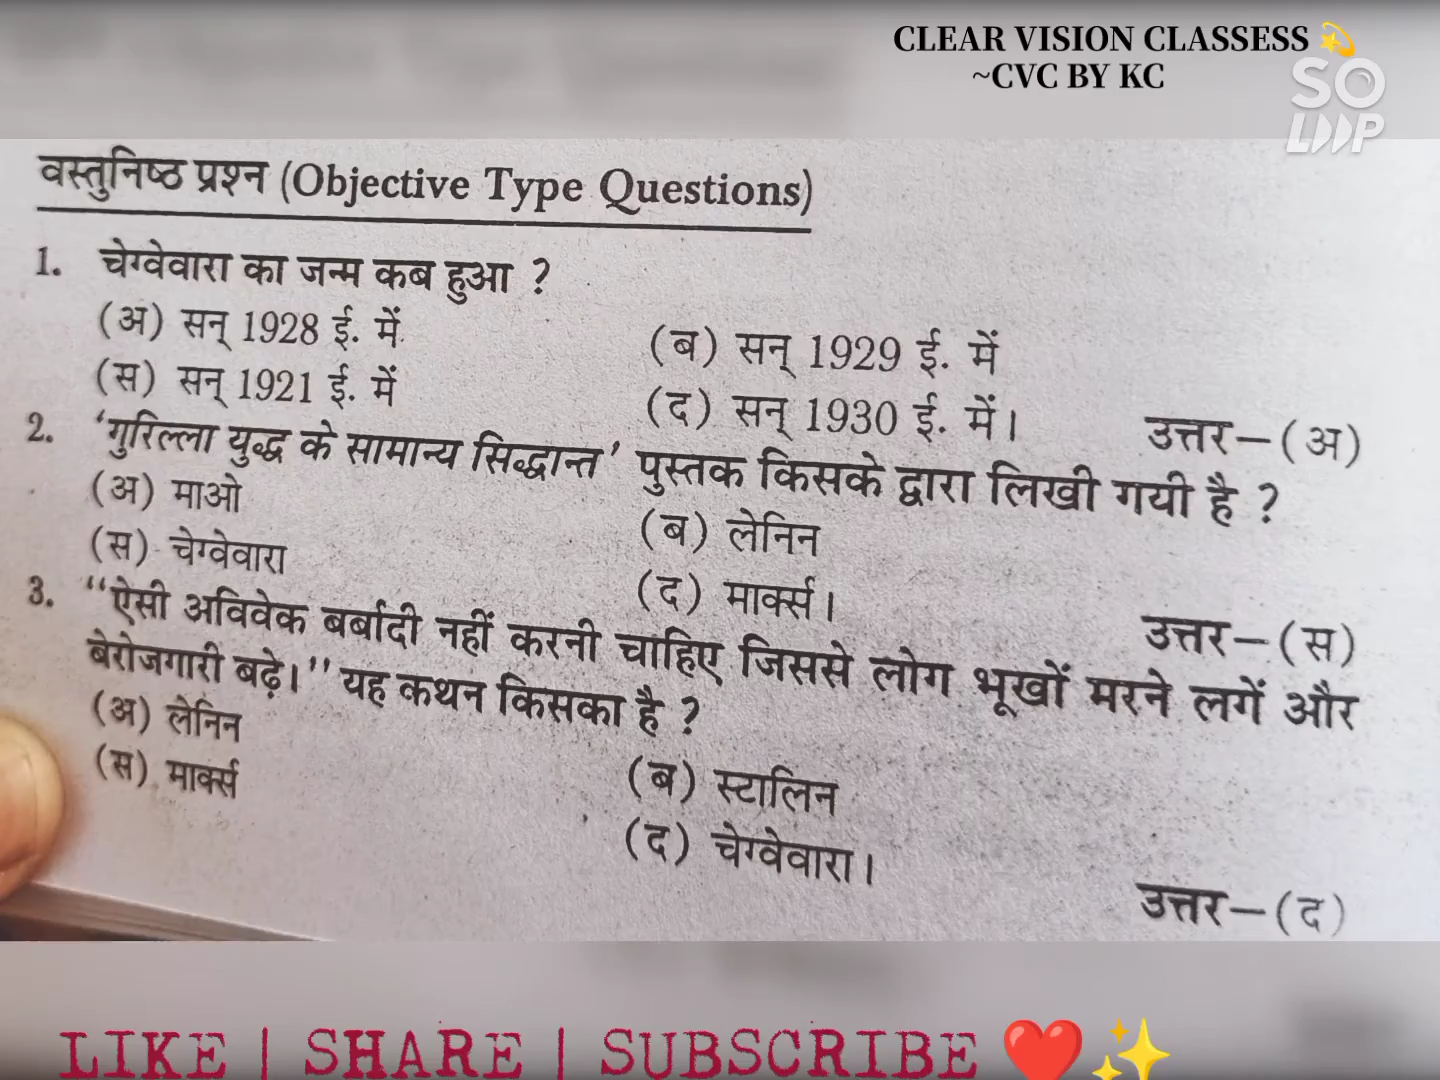 CLEAR VISION CLASSESS 💫
~CVC BY KC
SO
LOOP
वस्तुनिष्ठ प्रश्न (Objective Type Questions)
1. चेग्वेवारा का जन्म कब हुआ ?
(अ) सन् 1928 ई. में (ब) सन् 1929 ई. में
(स) सन् 1921 ई. में (द) सन् 1930 ई. में। उत्तर–(अ)
2. ‘गुरिल्ला युद्ध के सामान्य सिद्धान्त’ पुस्तक किसके द्वारा लिखी गयी है ?
(अ) माओ (ब) लेनिन
(स) चेग्वेवारा (द) मार्क्स। उत्तर–(स)
3. “ऐसी अविवेक बर्बादी नहीं करनी चाहिए जिससे लोग भूखों मरने लगें और
बेरोजगारी बढ़े।” यह कथन किसका है ?
(अ) लेनिन (ब) स्टालिन
(स) मार्क्स (द) चेग्वेवारा।
उत्तर–(द)
LIKE | SHARE | SUBSCRIBE ❤️✨